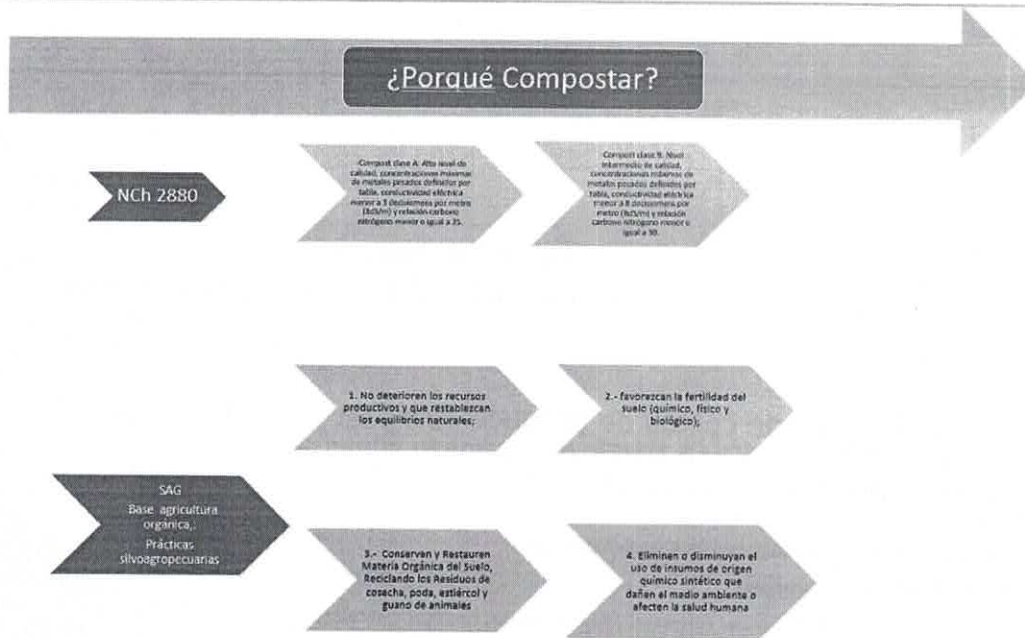 ¿Porqué Compostar?
NCh 2880
Compost clase A: Alto nivel de
calidad, concentraciones máximas
de metales pesados definidos por
tabla, conductividad eléctrica
menor a 3 decisiemens por
metro (3dS/m) y relación carbono
nitrógeno menor o igual a 25.
Compost clase B: Nivel
intermedio de calidad,
concentraciones máximas de
metales pesados definidos por
tabla, conductividad eléctrica
menor a 8 decisiemens por
metro (8dS/m) y relación
carbono nitrógeno menor o
igual a 30.
1. No deterioren los recursos
productivos y que restablezcan
los equilibrios naturales;
2.- favorezcan la fertilidad del
suelo (químico, físico y
biológico);
SAG
Base agricultura
orgánica,:
Prácticas
silvoagropecuarias
3.- Conserven y Restauren
Materia Orgánica del Suelo,
Reciclando los Residuos de
cosecha, poda, estiércol y
guano de animales
4. Eliminen o disminuyan el
uso de insumos de origen
químico sintético que
dañen el medio ambiente o
afecten la salud humana